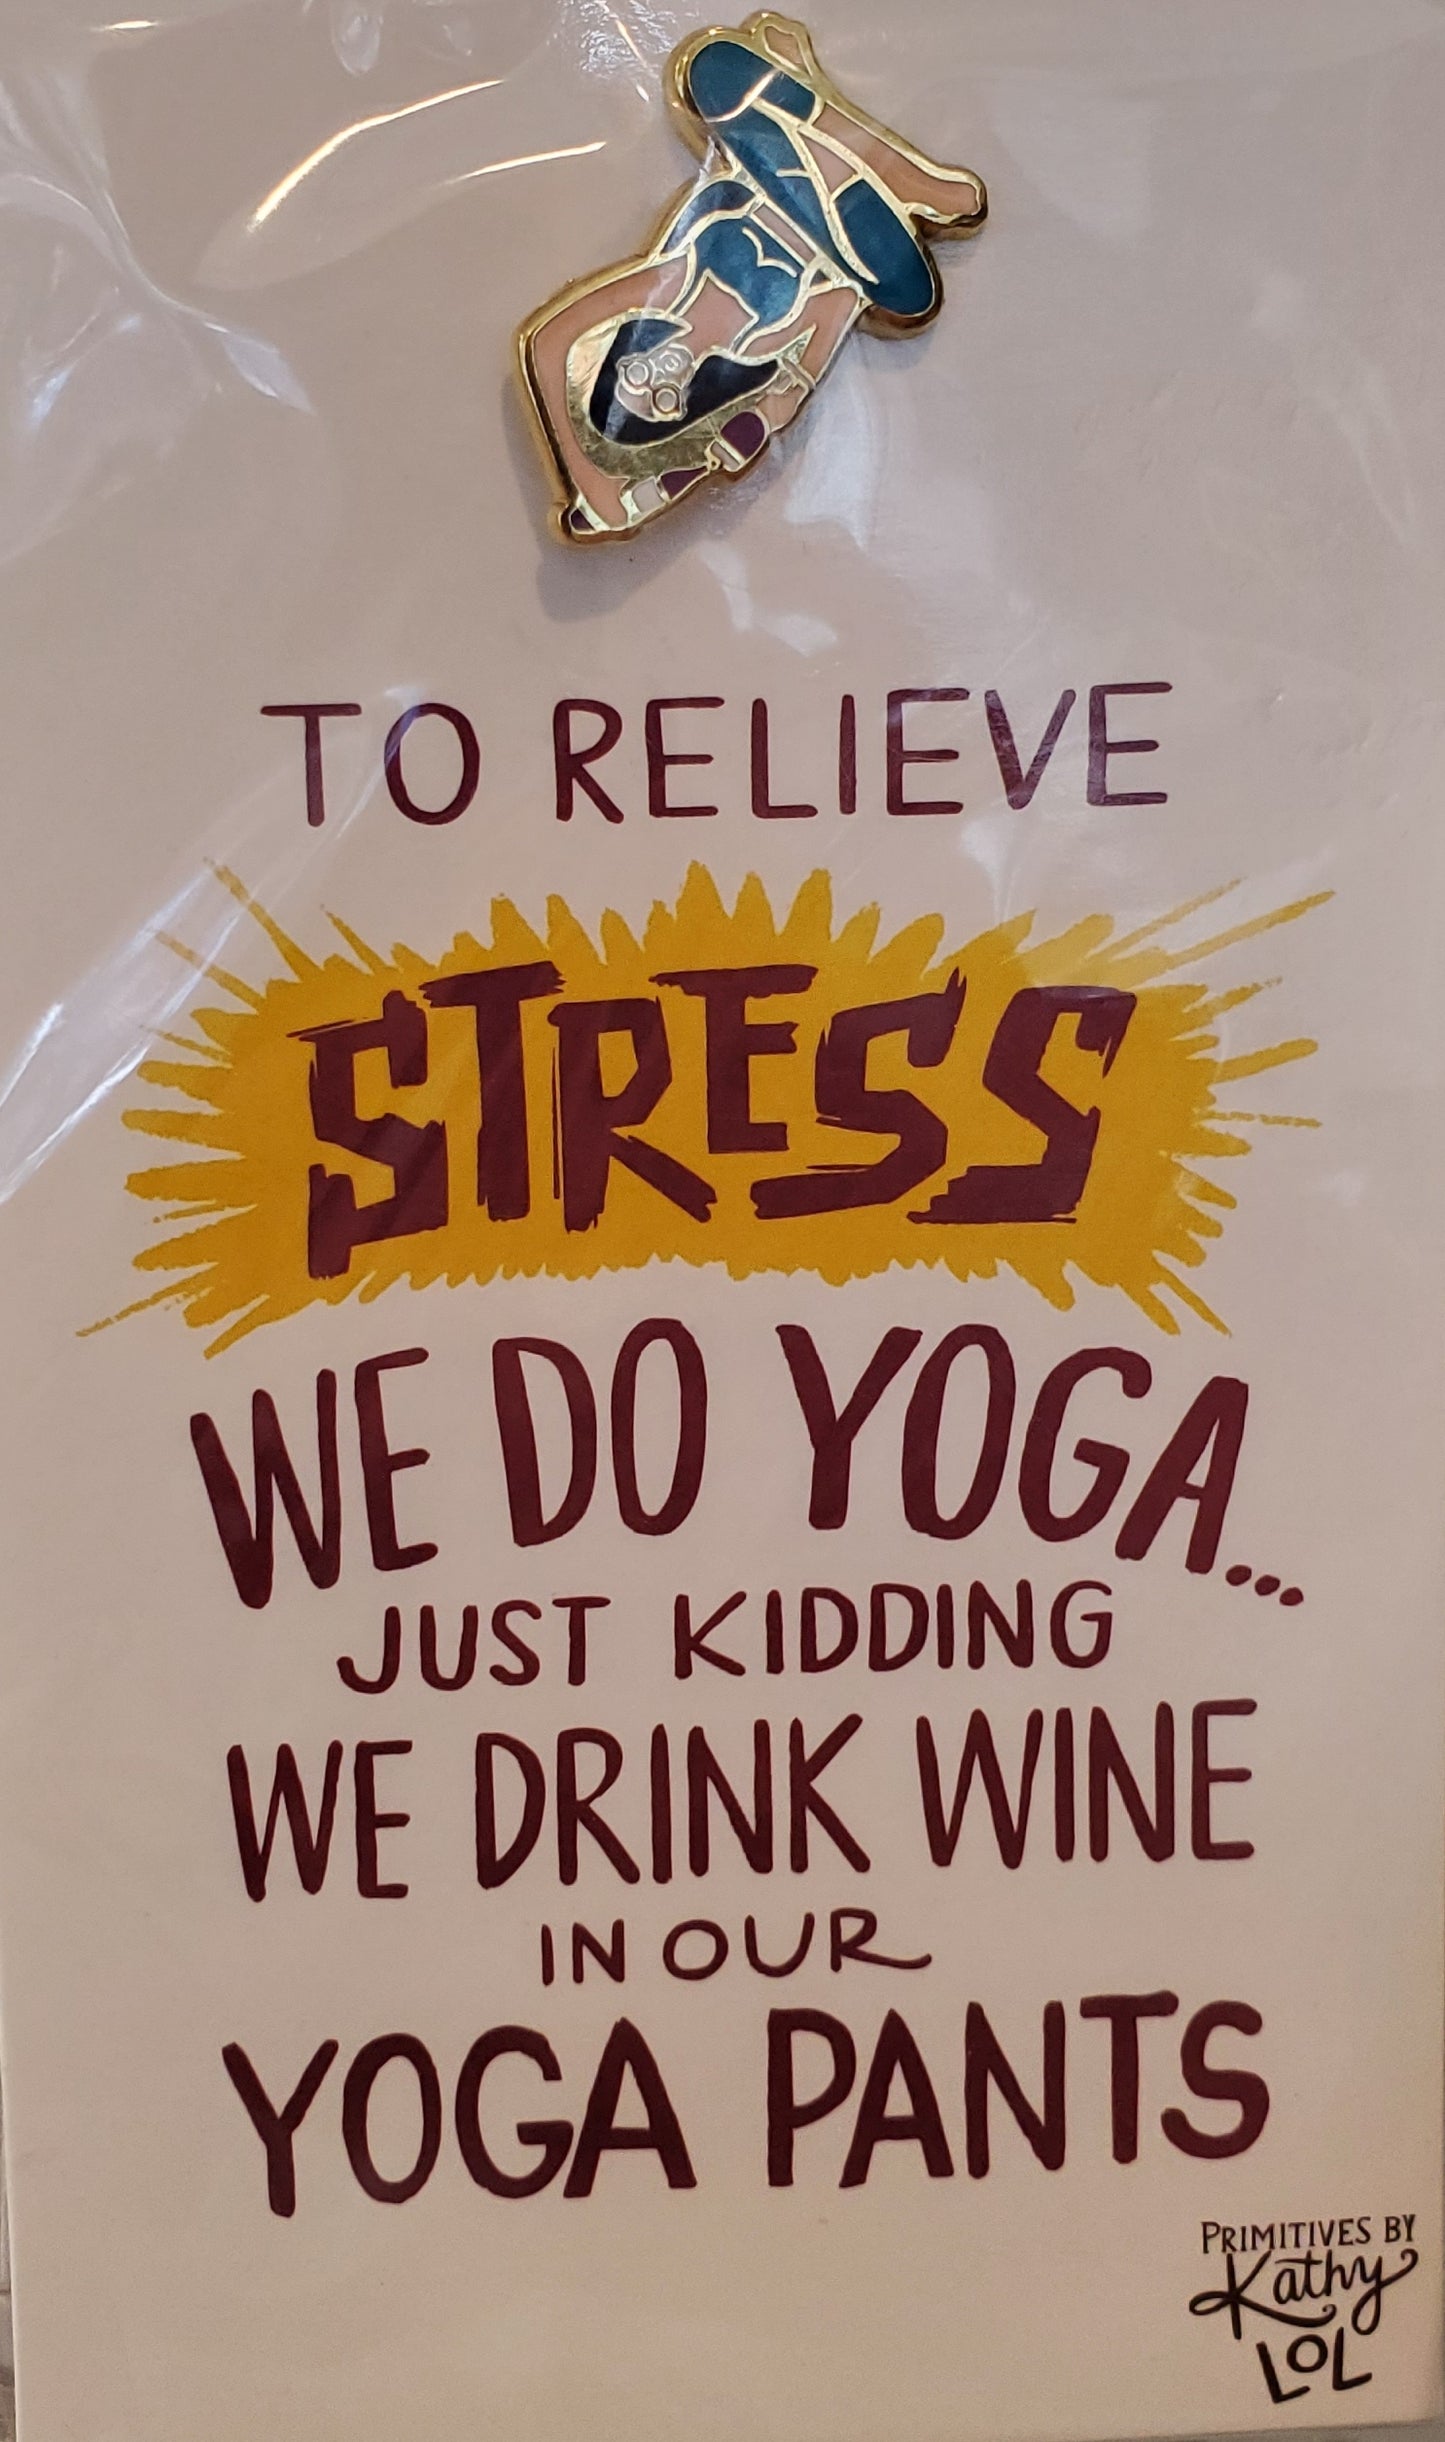 TO RELIEVE
STRESS
WE DO YOGA...
JUST KIDDING
WE DRINK WINE
IN OUR
YOGA PANTS
PRIMITIVES BY
Kathy
LOL